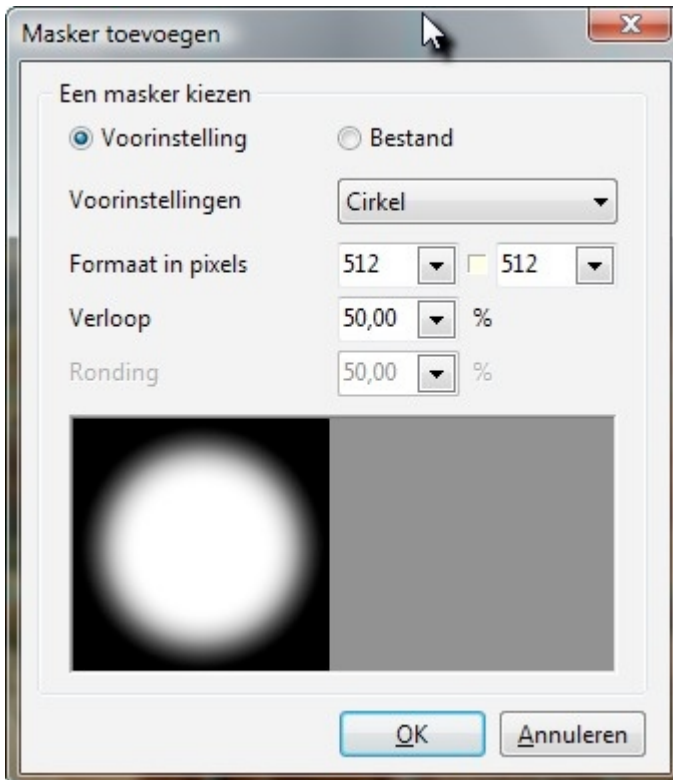 Masker toevoegen
Een masker kiezen
Voorinstelling Bestand
Voorinstellingen Cirkel
Formaat in pixels 512 512
Verloop 50,00 %
Ronding 50,00 %
OK Annuleren